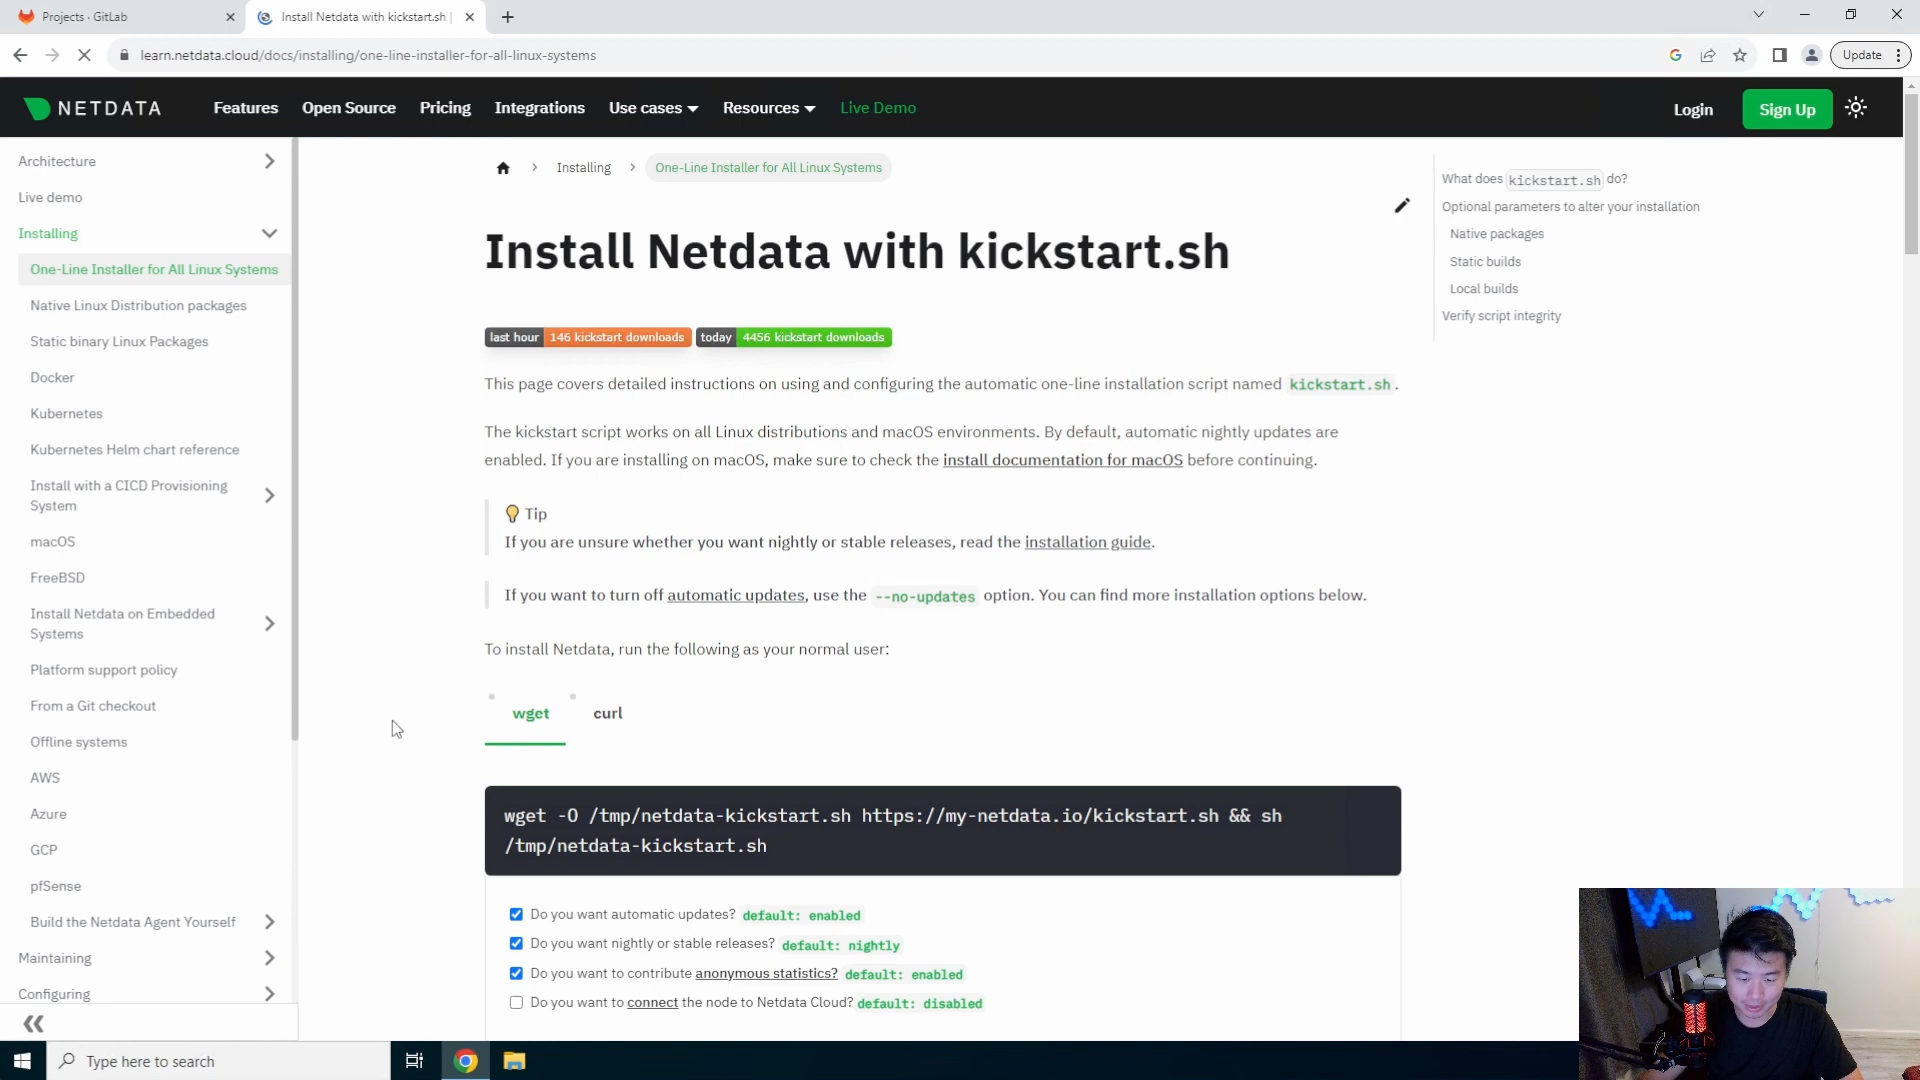 Projects · GitLab
Install Netdata with kickstart.sh |
learn.netdata.cloud/docs/installing/one-line-installer-for-all-linux-systems
Update
NETDATA
Features
Open Source
Pricing
Integrations
Use cases
Resources
Live Demo
Login
Sign Up
Architecture
Live demo
Installing
One-Line Installer for All Linux Systems
Native Linux Distribution packages
Static binary Linux Packages
Docker
Kubernetes
Kubernetes Helm chart reference
Install with a CICD Provisioning
System
macOS
FreeBSD
Install Netdata on Embedded
Systems
Platform support policy
From a Git checkout
Offline systems
AWS
Azure
GCP
pfSense
Build the Netdata Agent Yourself
Maintaining
Configuring
Installing
One-Line Installer for All Linux Systems
Install Netdata with kickstart.sh
last hour 146 kickstart downloads today 4456 kickstart downloads
This page covers detailed instructions on using and configuring the automatic one-line installation script named kickstart.sh.
The kickstart script works on all Linux distributions and macOS environments. By default, automatic nightly updates are
enabled. If you are installing on macOS, make sure to check the install documentation for macOS before continuing.
Tip
If you are unsure whether you want nightly or stable releases, read the installation guide.
If you want to turn off automatic updates, use the --no-updates option. You can find more installation options below.
To install Netdata, run the following as your normal user:
wget
curl
wget -O /tmp/netdata-kickstart.sh https://my-netdata.io/kickstart.sh && sh
/tmp/netdata-kickstart.sh
Do you want automatic updates? default: enabled
Do you want nightly or stable releases? default: nightly
Do you want to contribute anonymous statistics? default: enabled
Do you want to connect the node to Netdata Cloud? default: disabled
What does kickstart.sh do?
Optional parameters to alter your installation
Native packages
Static builds
Local builds
Verify script integrity
Type here to search